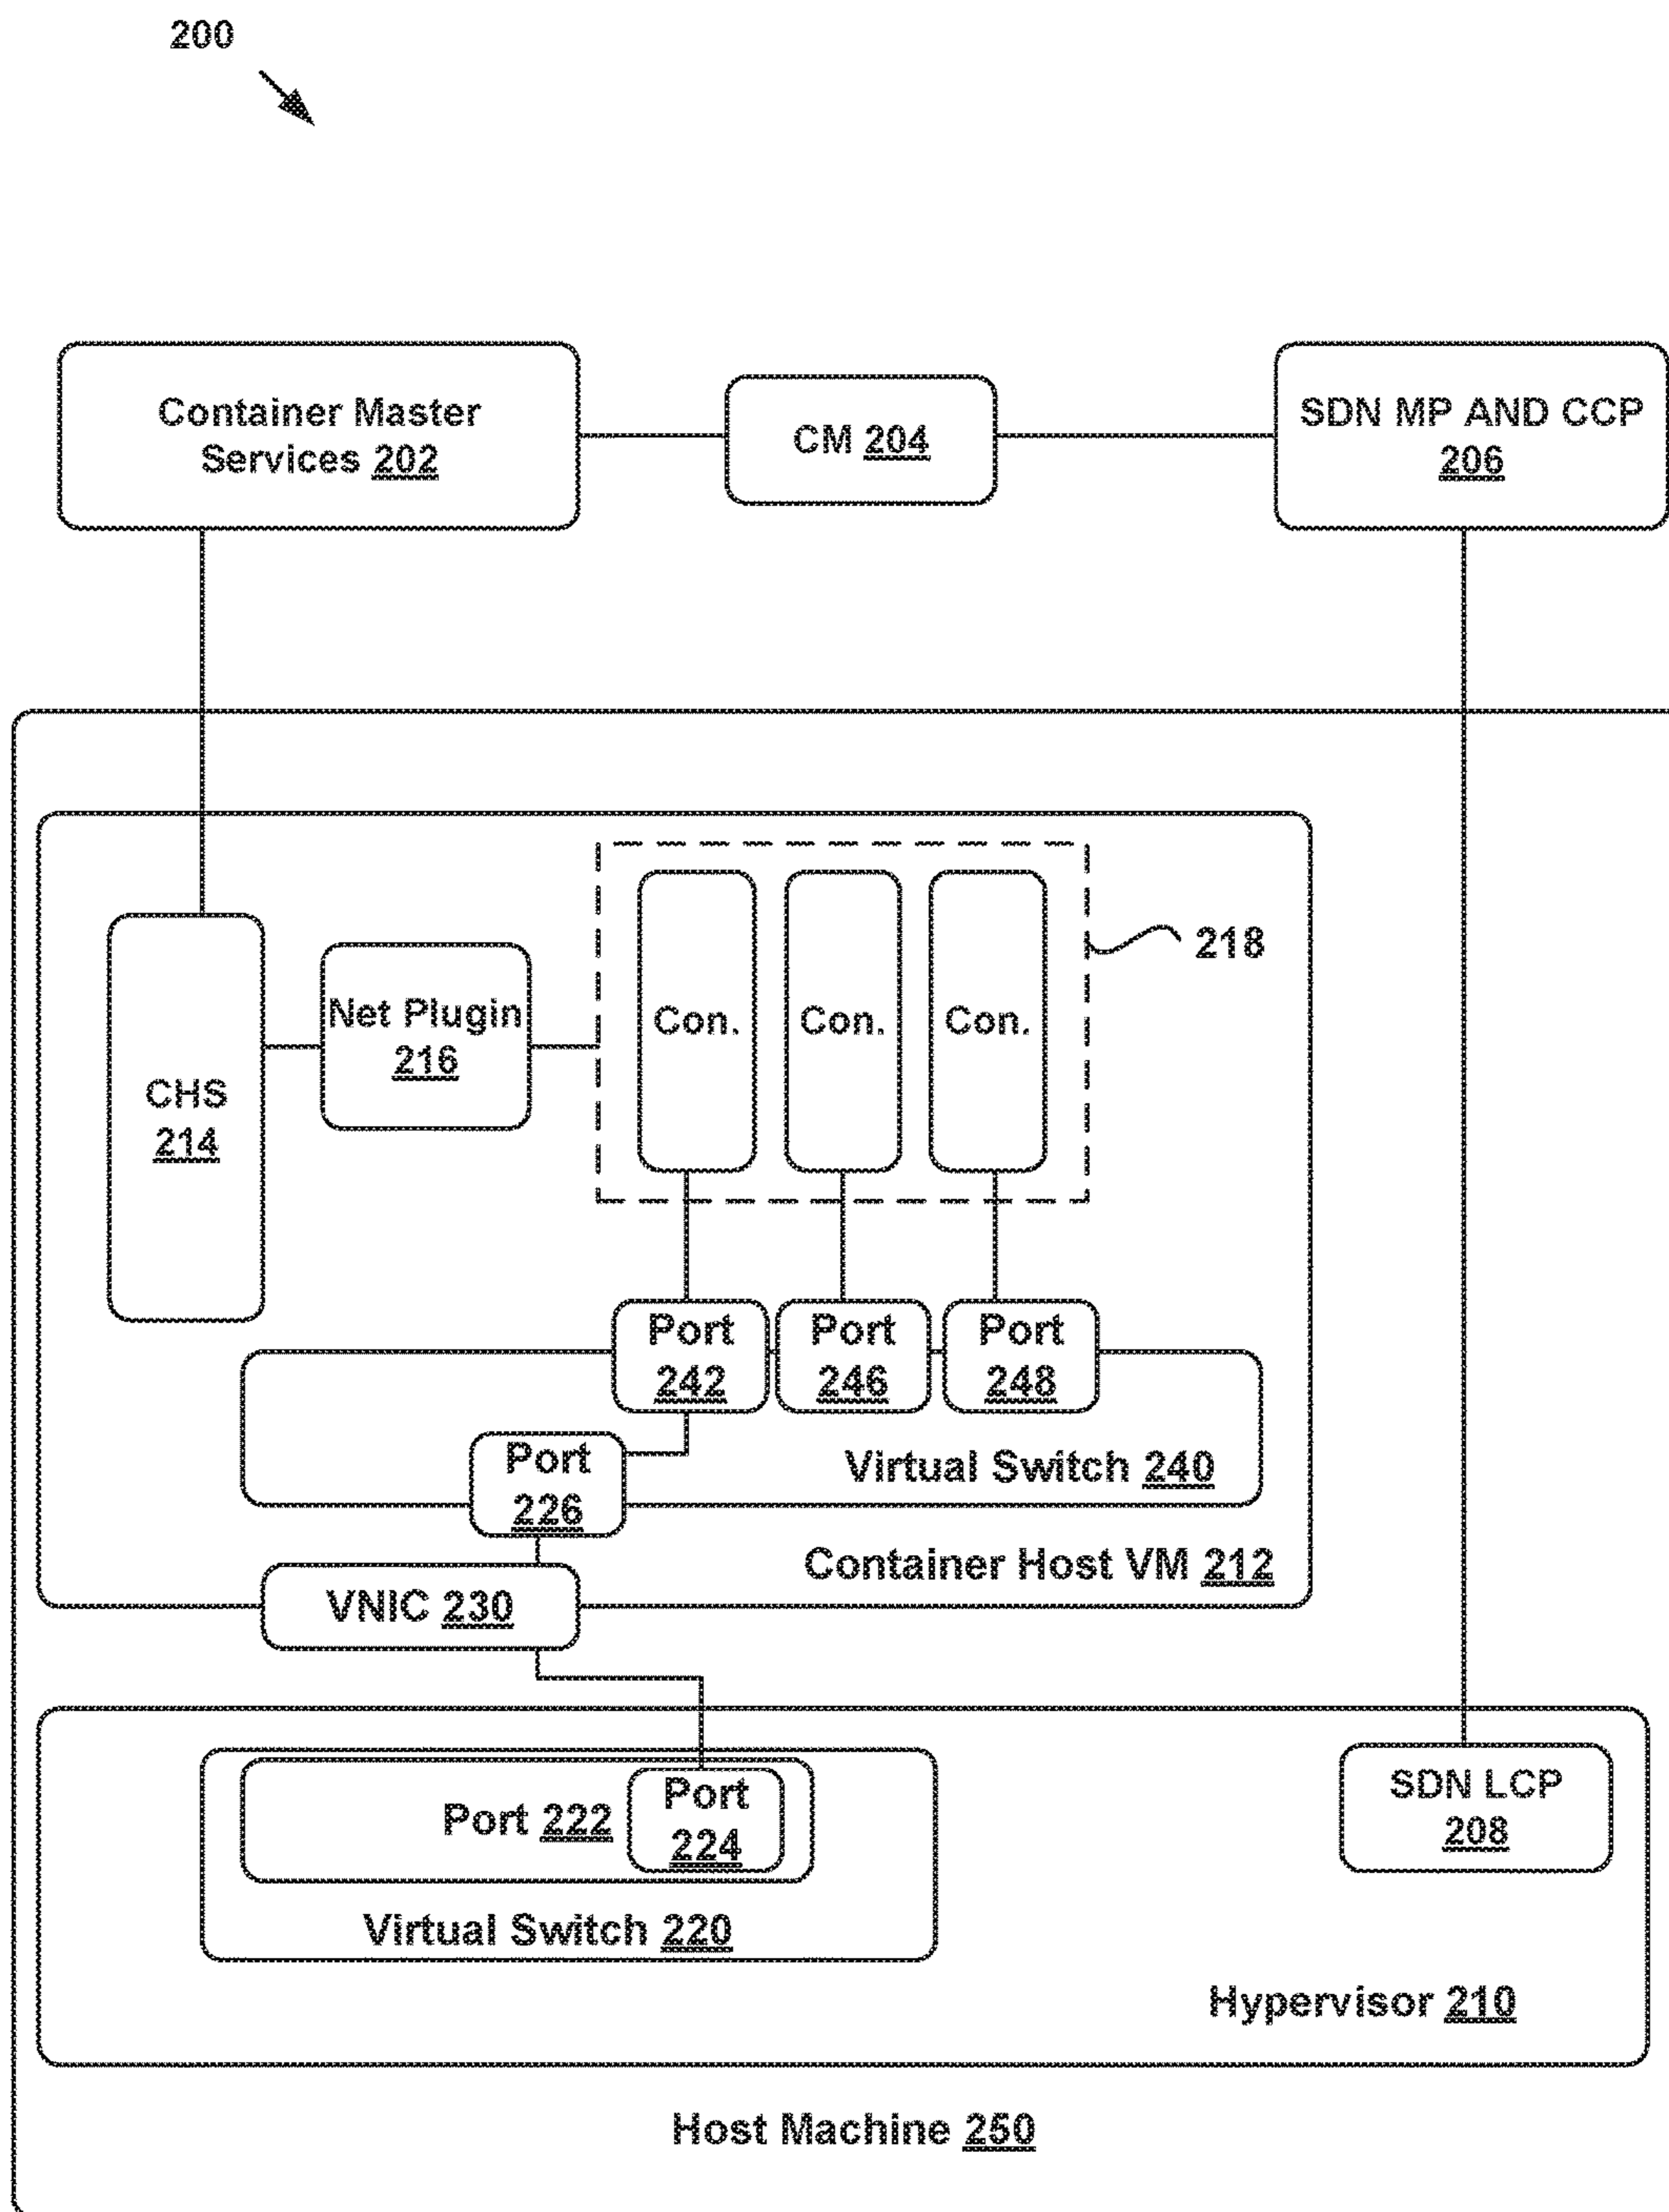 200
Container Master
Services 202
CM 204
SDN MP AND CCP
206
218
Net Plugin
216
Con.
Con.
Con.
CHS
214
Port
242
Port
246
Port
248
Port
226
Virtual Switch 240
Container Host VM 212
VNIC 230
Port 222
Port
224
SDN LCP
208
Virtual Switch 220
Hypervisor 210
Host Machine 250